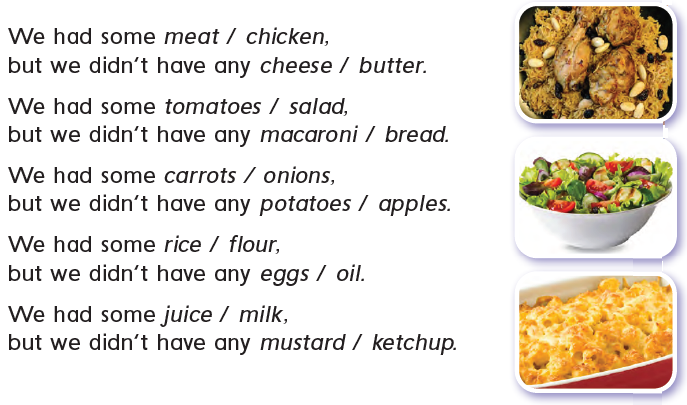 We had some meat / chicken,
but we didn't have any cheese / butter.
We had some tomatoes / salad,
but we didn't have any macaroni / bread.
We had some carrots / onions,
but we didn't have any potatoes / apples.
We had some rice / flour,
but we didn't have any eggs / oil.
We had some juice / milk,
but we didn't have any mustard / ketchup.